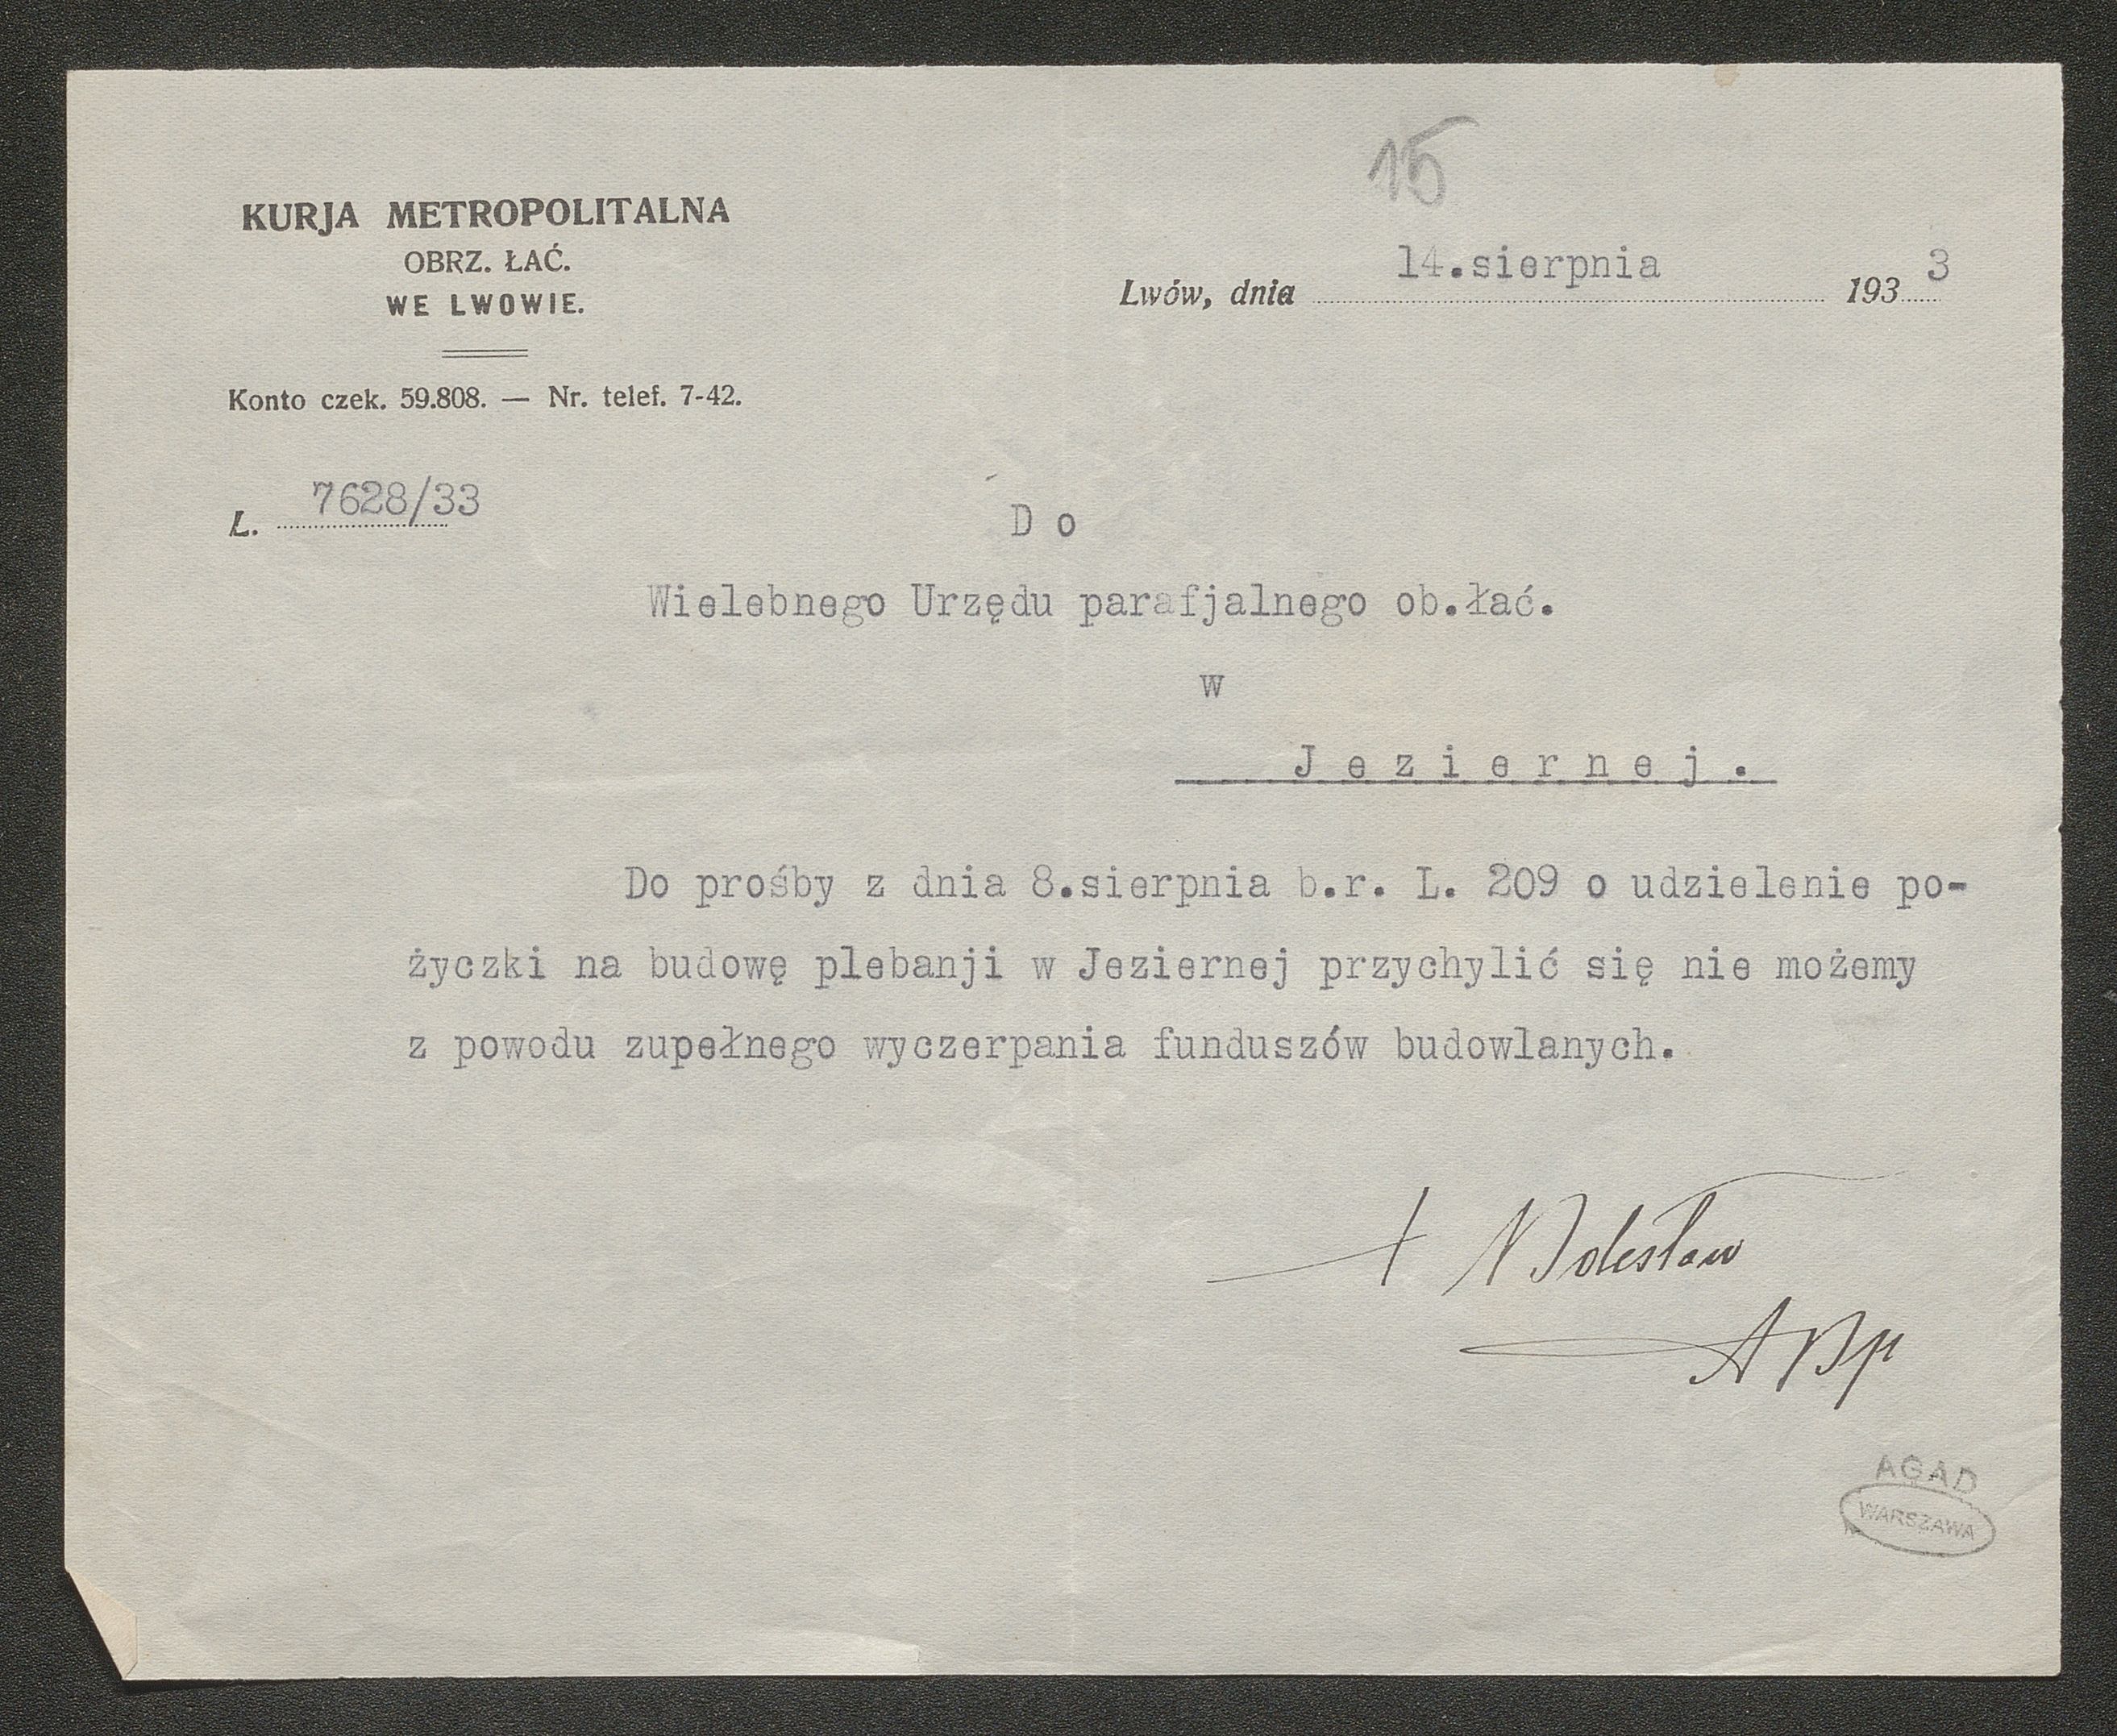 15
KURJA METROPOLITALNA
OBRZ. ŁAĆ.
WE LWOWIE.
Lwów, dnia 14.sierpnia 1933
Konto czek. 59.808. — Nr. telef. 7-42.
L. 7628/33
D o
Wielebnego Urzędu parafjalnego ob.łać.
w
J e z i e r n e j .
Do prośby z dnia 8.sierpnia b.r. L. 209 o udzielenie po-
życzki na budowę plebanji w Jeziernej przychylić się nie możemy
z powodu zupełnego wyczerpania funduszów budowlanych.
+ Bolesław
ABp
AGAD
WARSZAWA